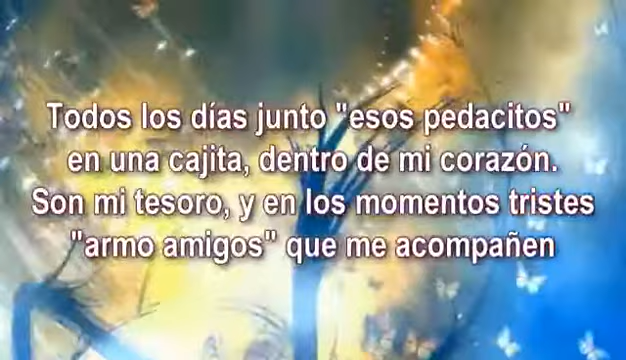 Todos los días junto "esos pedacitos"
en una cajita, dentro de mi corazón.
Son mi tesoro, y en los momentos tristes
"armo amigos" que me acompañen